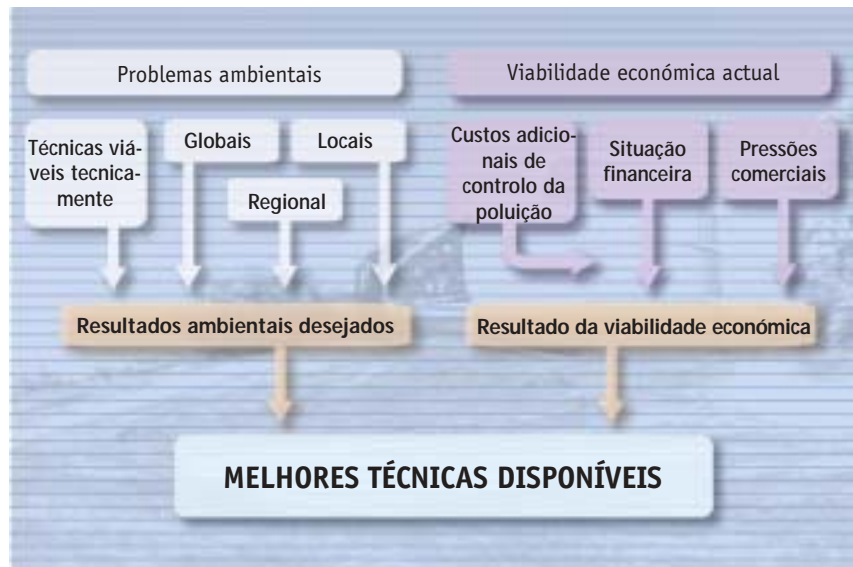 Problemas ambientais
Viabilidade económica actual
Técnicas viá-
veis tecnica-
mente
Globais
Locais
Regional
Custos adicio-
nais de
controlo da
poluição
Situação
financeira
Pressões
comerciais
Resultados ambientais desejados
Resultado da viabilidade económica
MELHORES TÉCNICAS DISPONÍVEIS